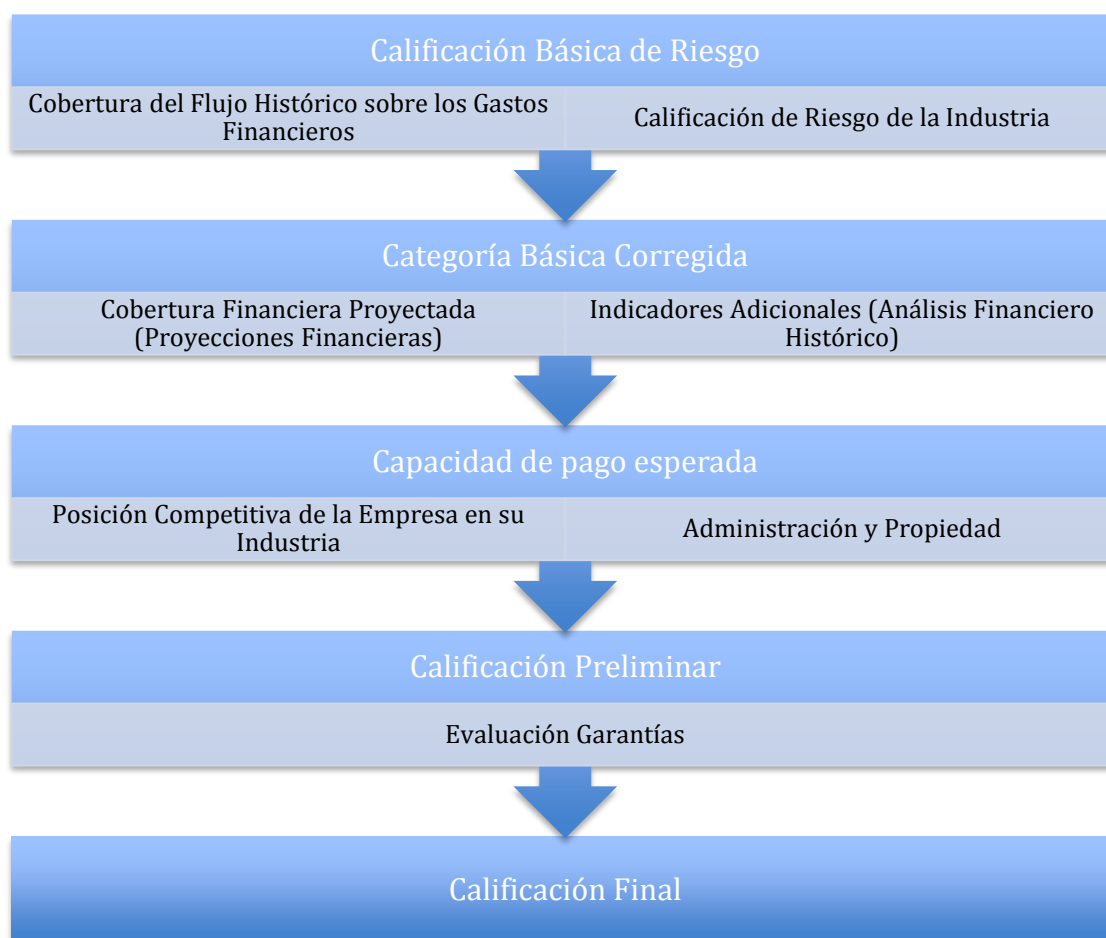 Calificación Básica de Riesgo
Cobertura del Flujo Histórico sobre los Gastos
Financieros
Calificación de Riesgo de la Industria
Categoría Básica Corregida
Cobertura Financiera Proyectada
(Proyecciones Financieras)
Indicadores Adicionales (Análisis Financiero
Histórico)
Capacidad de pago esperada
Posición Competitiva de la Empresa en su
Industria
Administración y Propiedad
Calificación Preliminar
Evaluación Garantías
Calificación Final